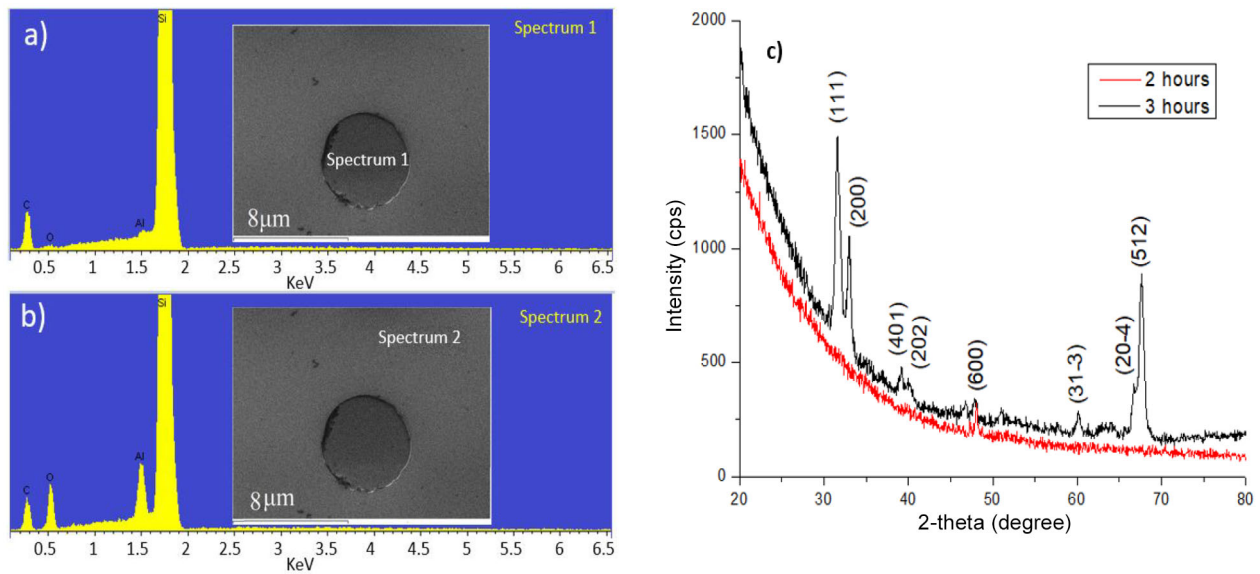 a)
Spectrum 1
Si
C
O
Al
Spectrum 1
8μm
0.5 1 1.5 2 2.5 3 3.5 4 4.5 5 5.5 6 6.5
KeV
b)
Spectrum 2
Si
C
O
Al
Spectrum 2
8μm
0.5 1 1.5 2 2.5 3 3.5 4 4.5 5 5.5 6 6.5
KeV
c)
2 hours
3 hours
(111)
(200)
(401)
(202)
(600)
(31-3)
(20-4)
(512)
Intensity (cps)
2000
1500
1000
500
0
20 30 40 50 60 70 80
2-theta (degree)